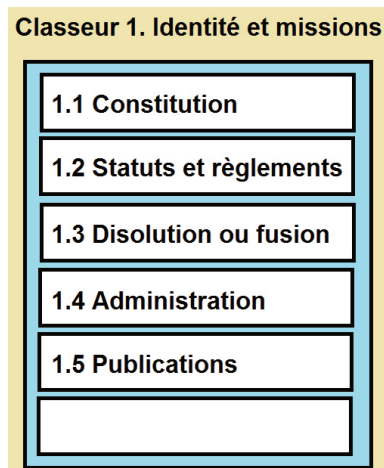 Classeur 1. Identité et missions
1.1 Constitution
1.2 Statuts et règlements
1.3 Disolution ou fusion
1.4 Administration
1.5 Publications